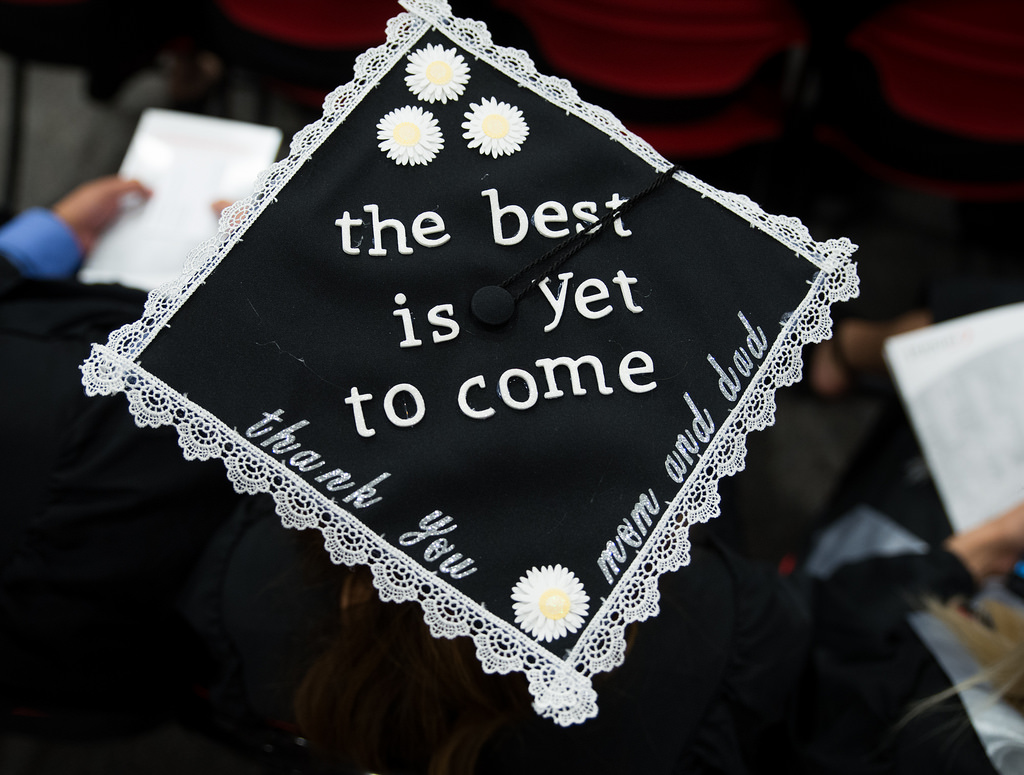 the best
is yet
to come
thank you
mom and dad